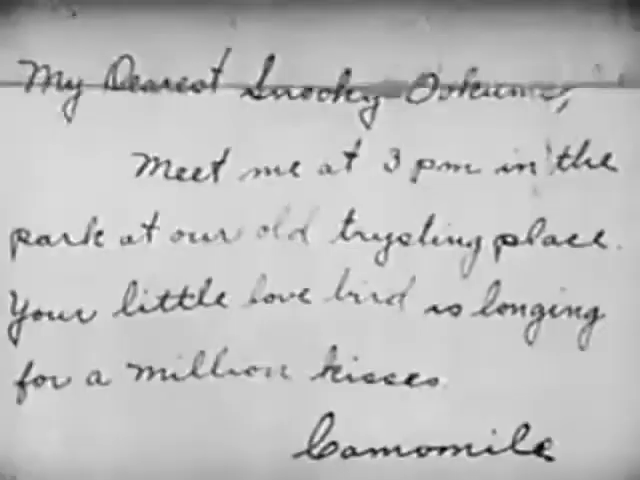 My Dearest Snooky Ookums,
Meet me at 3 pm in the
park at our old trysting place.
Your little love bird is longing
for a million kisses.
Camomile